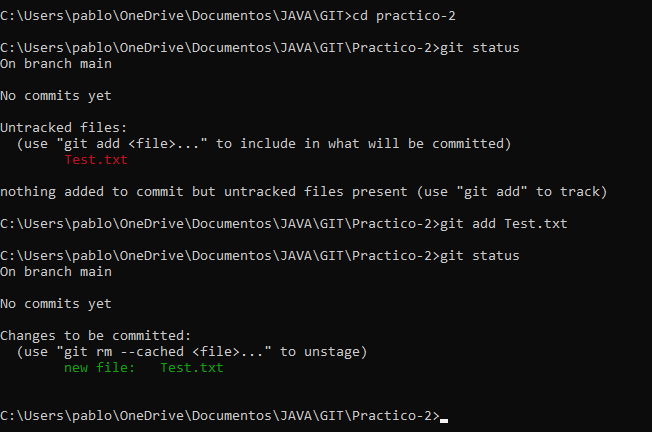 C:\Users\pablo\OneDrive\Documentos\JAVA\GIT>cd practico-2
C:\Users\pablo\OneDrive\Documentos\JAVA\GIT\Practico-2>git status
On branch main
No commits yet
Untracked files:
  (use "git add <file>..." to include in what will be committed)
        Test.txt
nothing added to commit but untracked files present (use "git add" to track)
C:\Users\pablo\OneDrive\Documentos\JAVA\GIT\Practico-2>git add Test.txt
C:\Users\pablo\OneDrive\Documentos\JAVA\GIT\Practico-2>git status
On branch main
No commits yet
Changes to be committed:
  (use "git rm --cached <file>..." to unstage)
        new file:   Test.txt
C:\Users\pablo\OneDrive\Documentos\JAVA\GIT\Practico-2>